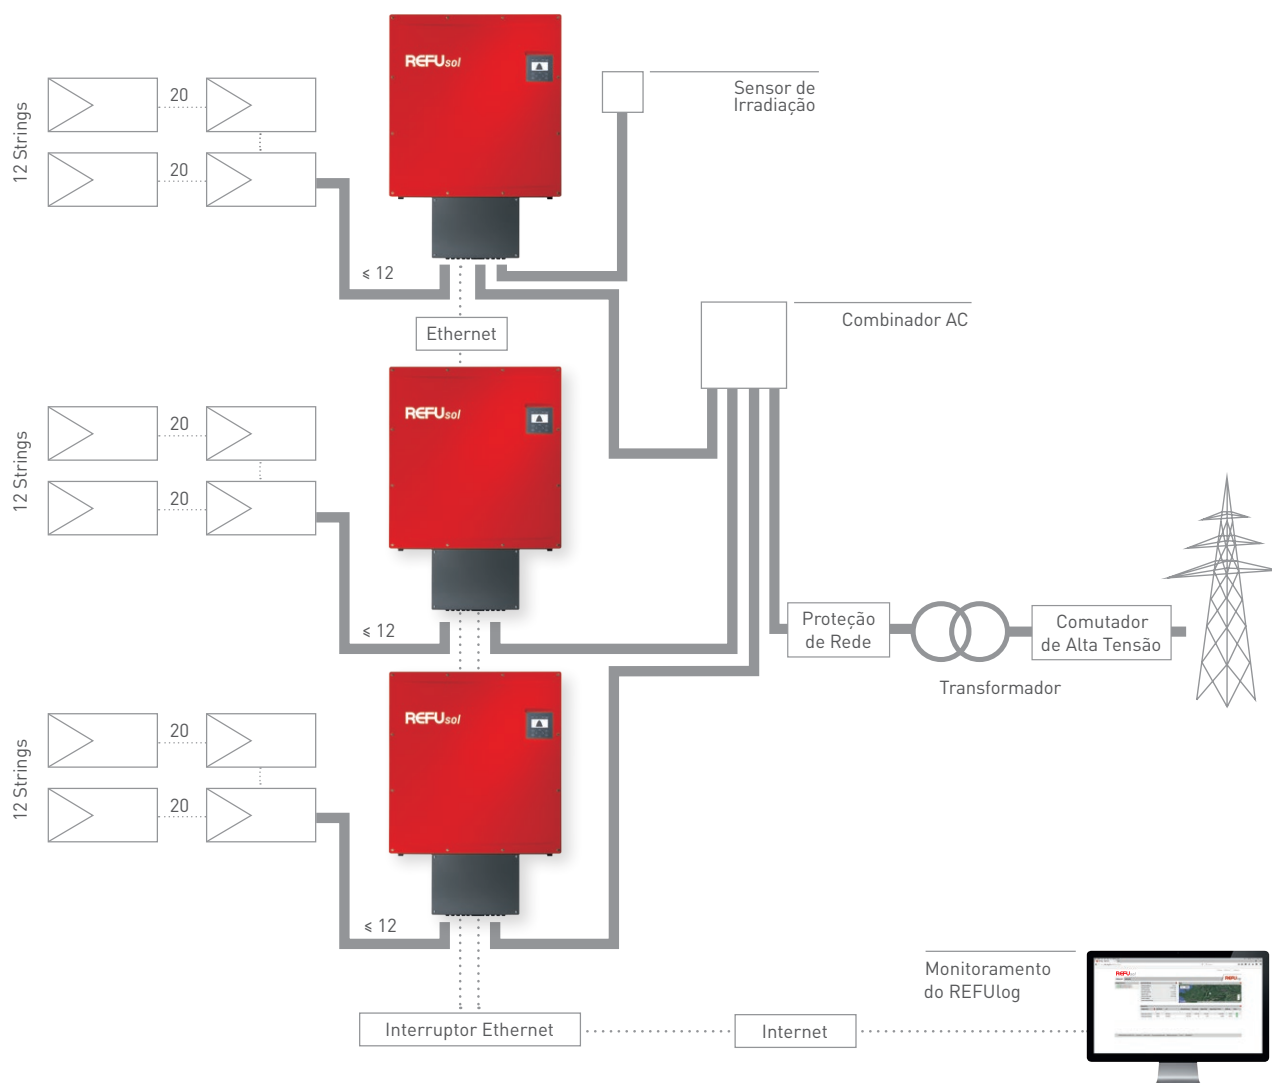 REFUsol
Sensor de
Irradiação
12 Strings
20
20
≤ 12
Ethernet
Combinador AC
REFUsol
12 Strings
20
20
≤ 12
Proteção
de Rede
Comutador
de Alta Tensão
Transformador
REFUsol
12 Strings
20
20
≤ 12
Monitoramento
do REFUlog
Interruptor Ethernet
Internet
REFUsol
REFU